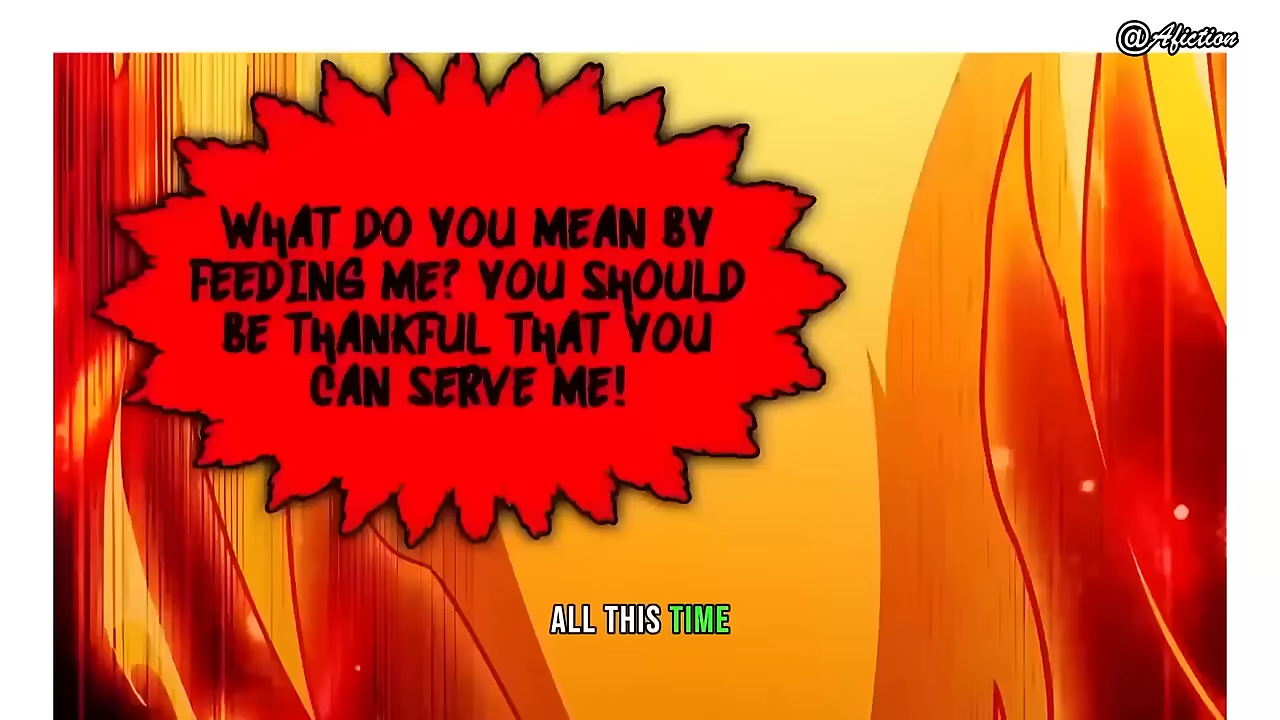 @Afiction
WHAT DO YOU MEAN BY
FEEDING ME? YOU SHOULD
BE THANKFUL THAT YOU
CAN SERVE ME!
ALL THIS TIME